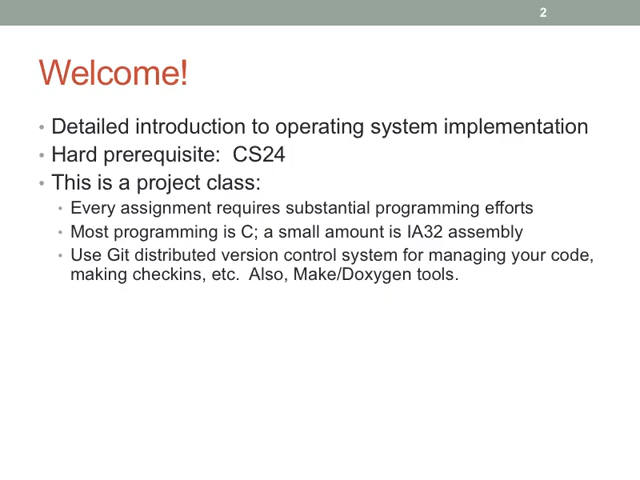 2
Welcome!
• Detailed introduction to operating system implementation
• Hard prerequisite:  CS24
• This is a project class:
• Every assignment requires substantial programming efforts
• Most programming is C; a small amount is IA32 assembly
• Use Git distributed version control system for managing your code,
making checkins, etc.  Also, Make/Doxygen tools.